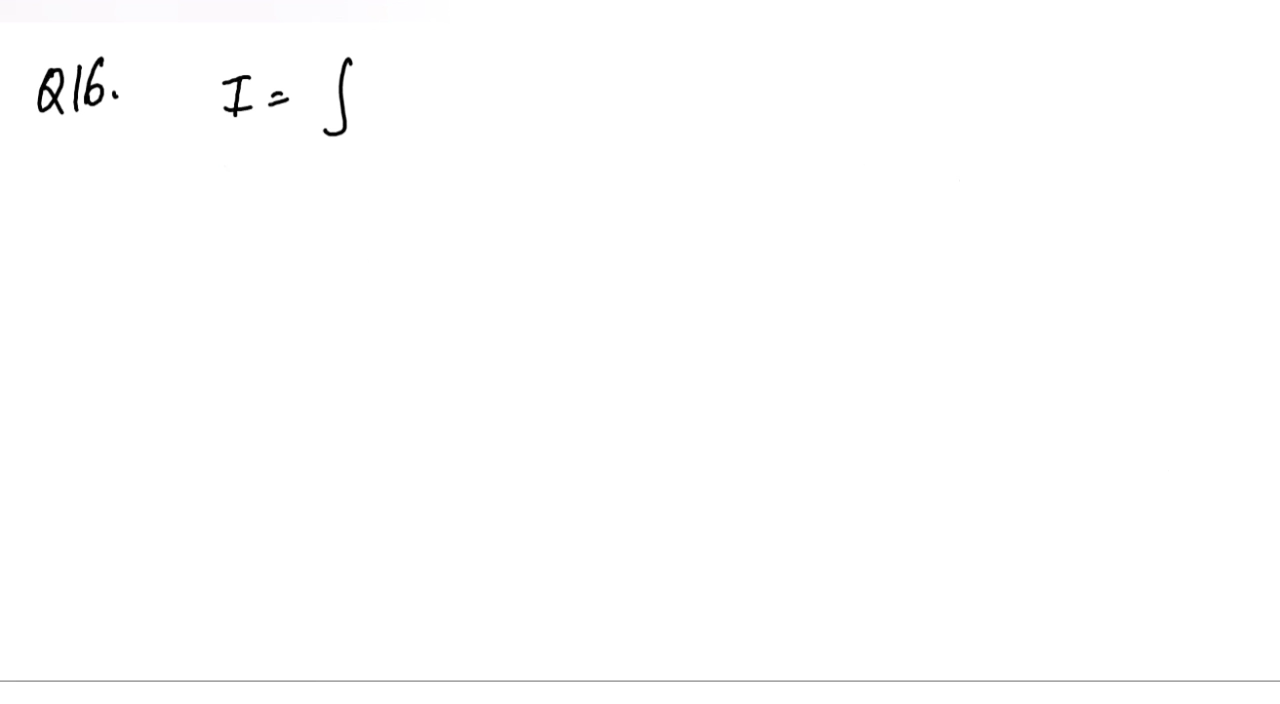 Q16. I = ∫